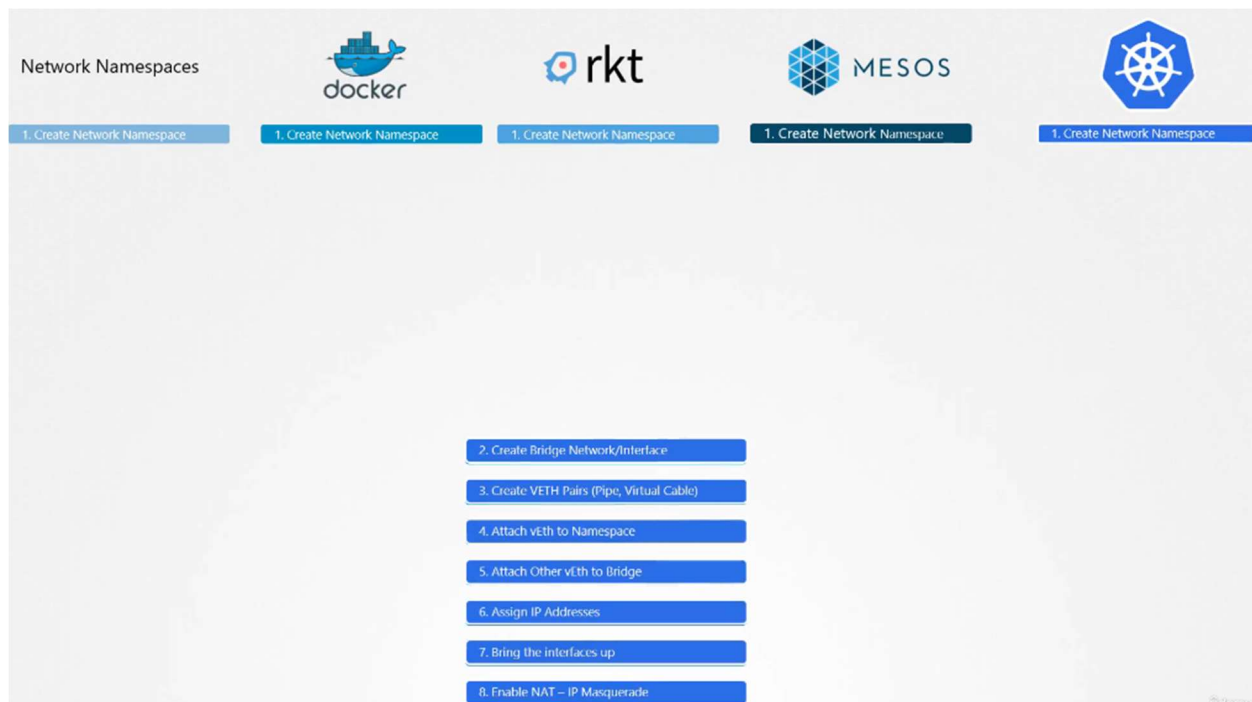 Network Namespaces
docker
rkt
MESOS
1. Create Network Namespace
1. Create Network Namespace
1. Create Network Namespace
1. Create Network Namespace
1. Create Network Namespace
2. Create Bridge Network/Interface
3. Create VETH Pairs (Pipe, Virtual Cable)
4. Attach vEth to Namespace
5. Attach Other vEth to Bridge
6. Assign IP Addresses
7. Bring the interfaces up
8. Enable NAT – IP Masquerade